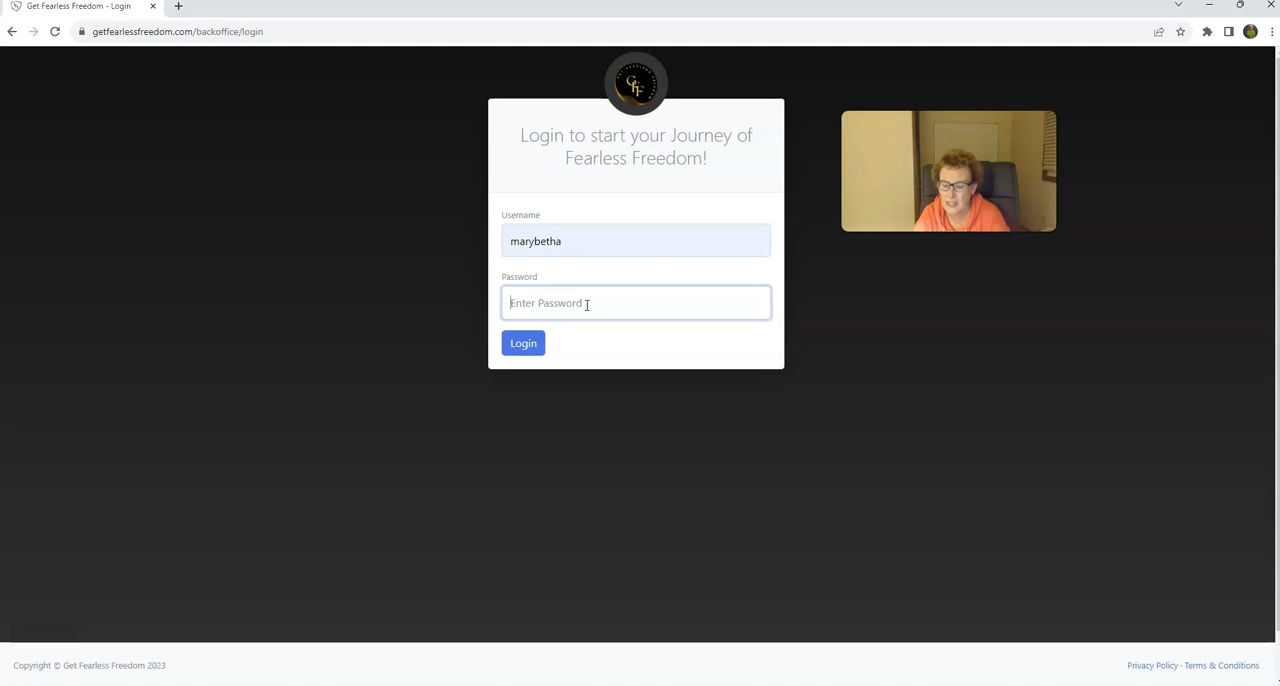 Get Fearless Freedom - Login
getfearlessfreedom.com/backoffice/login
GFF
Login to start your Journey of
Fearless Freedom!
Username
marybetha
Password
Enter Password
Login
Copyright © Get Fearless Freedom 2023
Privacy Policy · Terms & Conditions